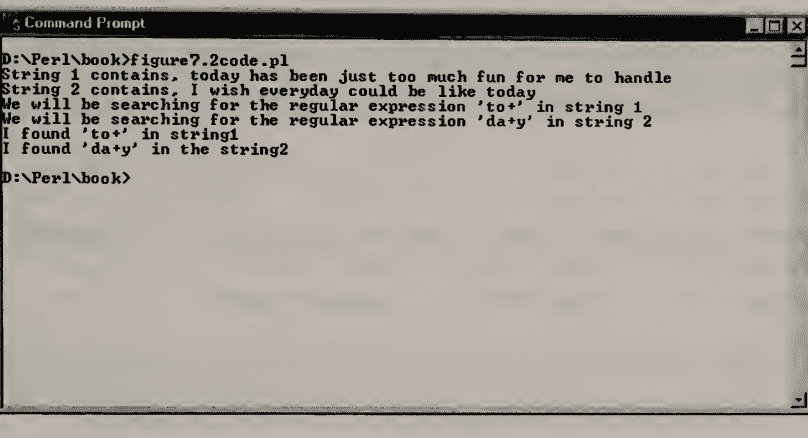 Command Prompt
D:\Perl\book>figure7.2code.pl
String 1 contains, today has been just too much fun for me to handle
String 2 contains, I wish everyday could be like today
We will be searching for the regular expression 'to+' in string 1
We will be searching for the regular expression 'da+y' in string 2
I found 'to+' in string1
I found 'da+y' in the string2
D:\Perl\book>